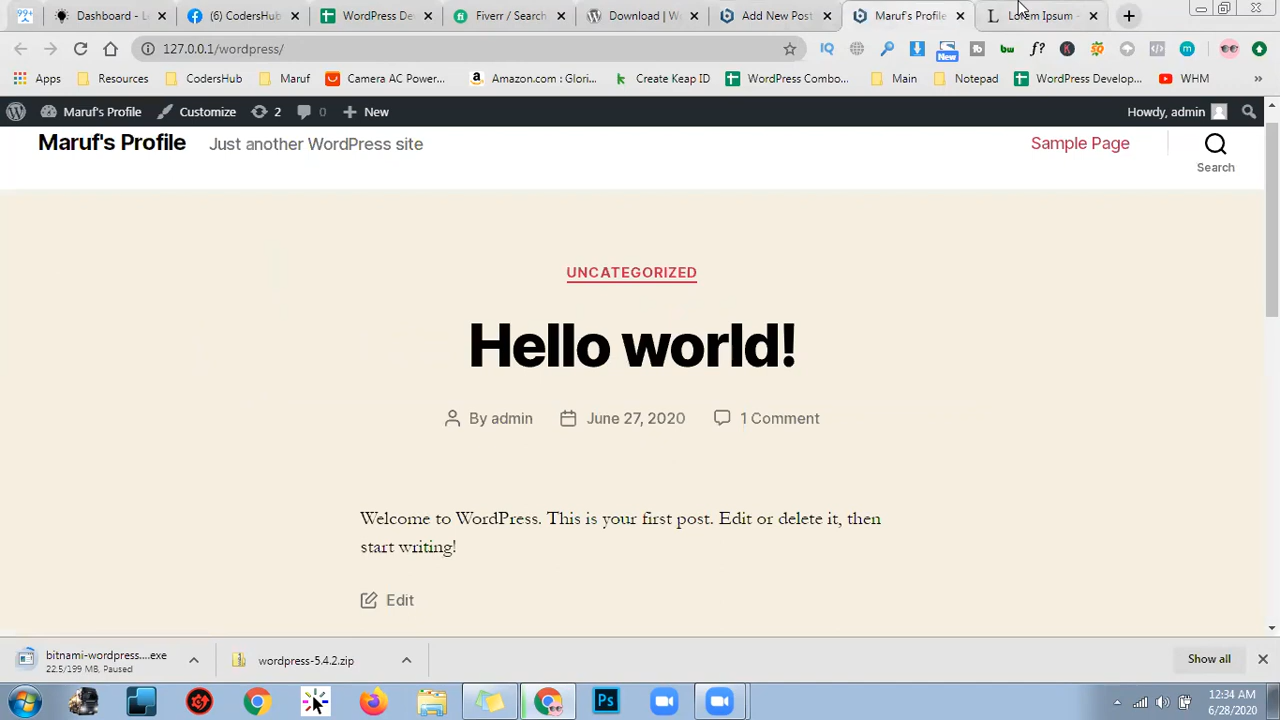 Dashboard - L
(6) CodersHub
WordPress De
Fiverr / Search
Download | W
Add New Post
Maruf's Profile
Lorem Ipsum -
127.0.0.1/wordpress/
New
Apps
Resources
CodersHub
Maruf
Camera AC Power...
Amazon.com : Glori...
Create Keap ID
WordPress Combo...
Main
Notepad
WordPress Develop...
WHM
Maruf's Profile
Customize
2
0
New
Howdy, admin
Maruf's Profile
Just another WordPress site
Sample Page
Search
UNCATEGORIZED
Hello world!
By admin
June 27, 2020
1 Comment
Welcome to WordPress. This is your first post. Edit or delete it, then
start writing!
Edit
bitnami-wordpress....exe
22.5/199 MB, Paused
wordpress-5.4.2.zip
Show all
Ps
12:34 AM
6/28/2020